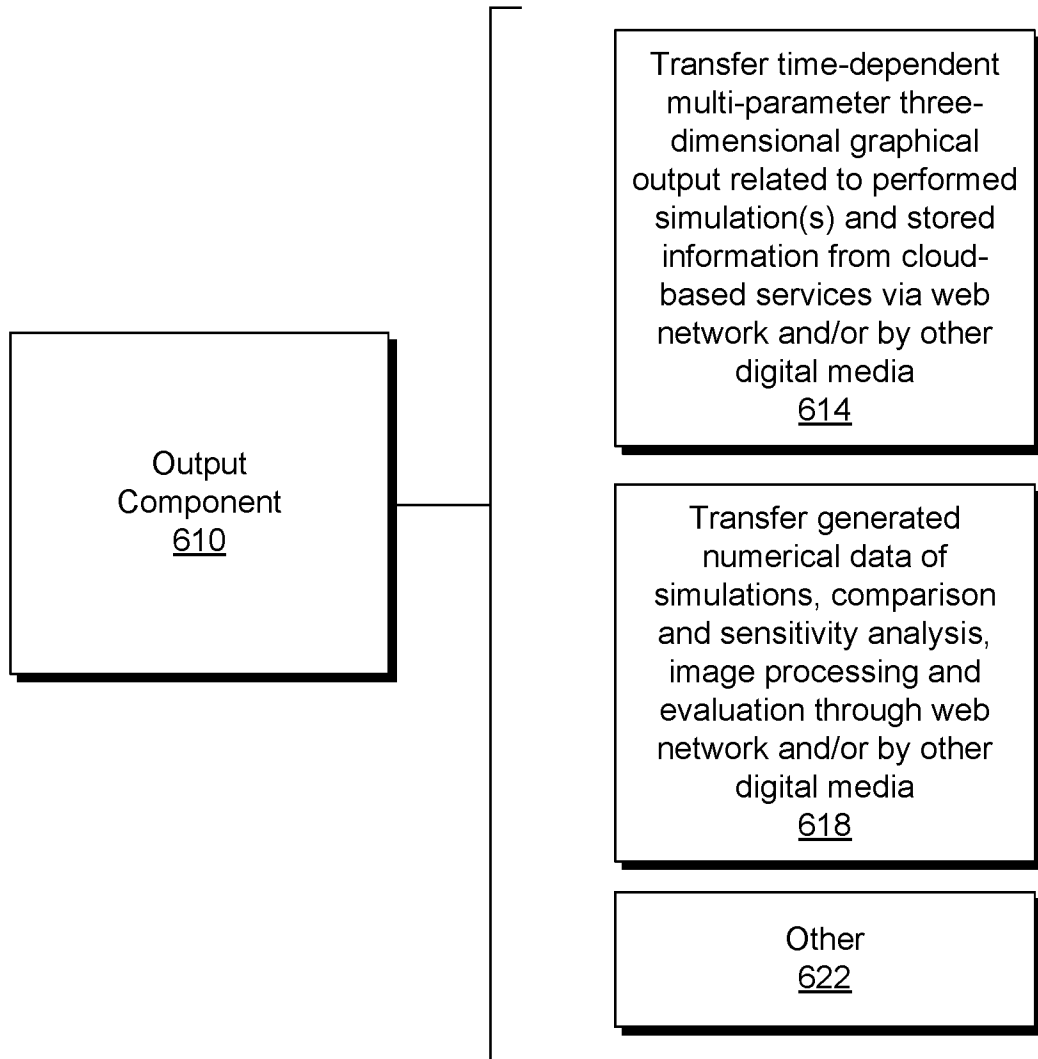 Output
Component
610
Transfer time-dependent
multi-parameter three-
dimensional graphical
output related to performed
simulation(s) and stored
information from cloud-
based services via web
network and/or by other
digital media
614
Transfer generated
numerical data of
simulations, comparison
and sensitivity analysis,
image processing and
evaluation through web
network and/or by other
digital media
618
Other
622